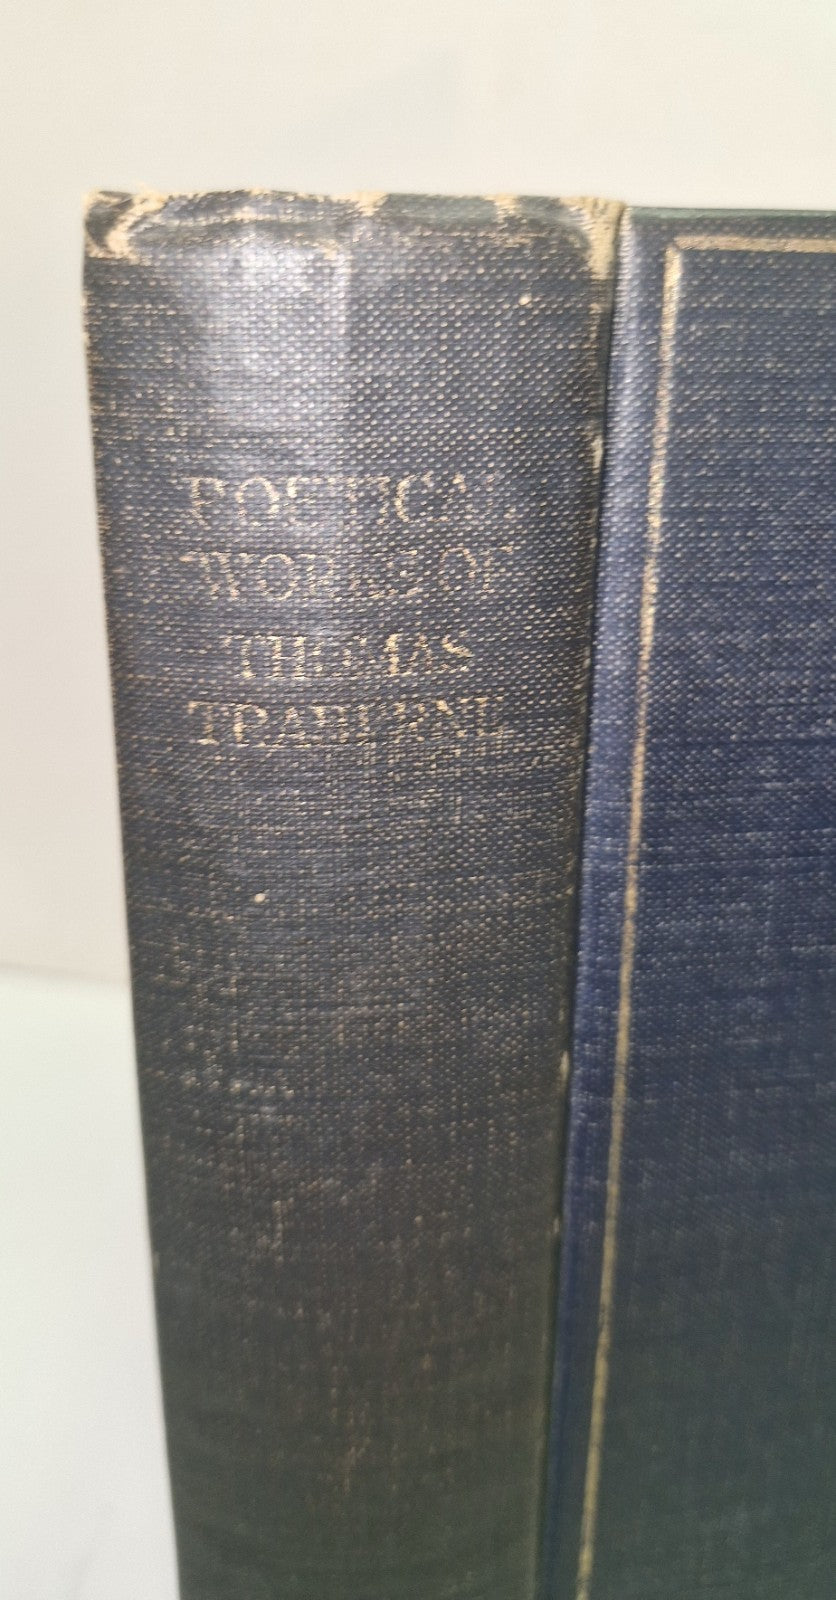 POETICAL
WORKS OF
THOMAS
TRAHERNE